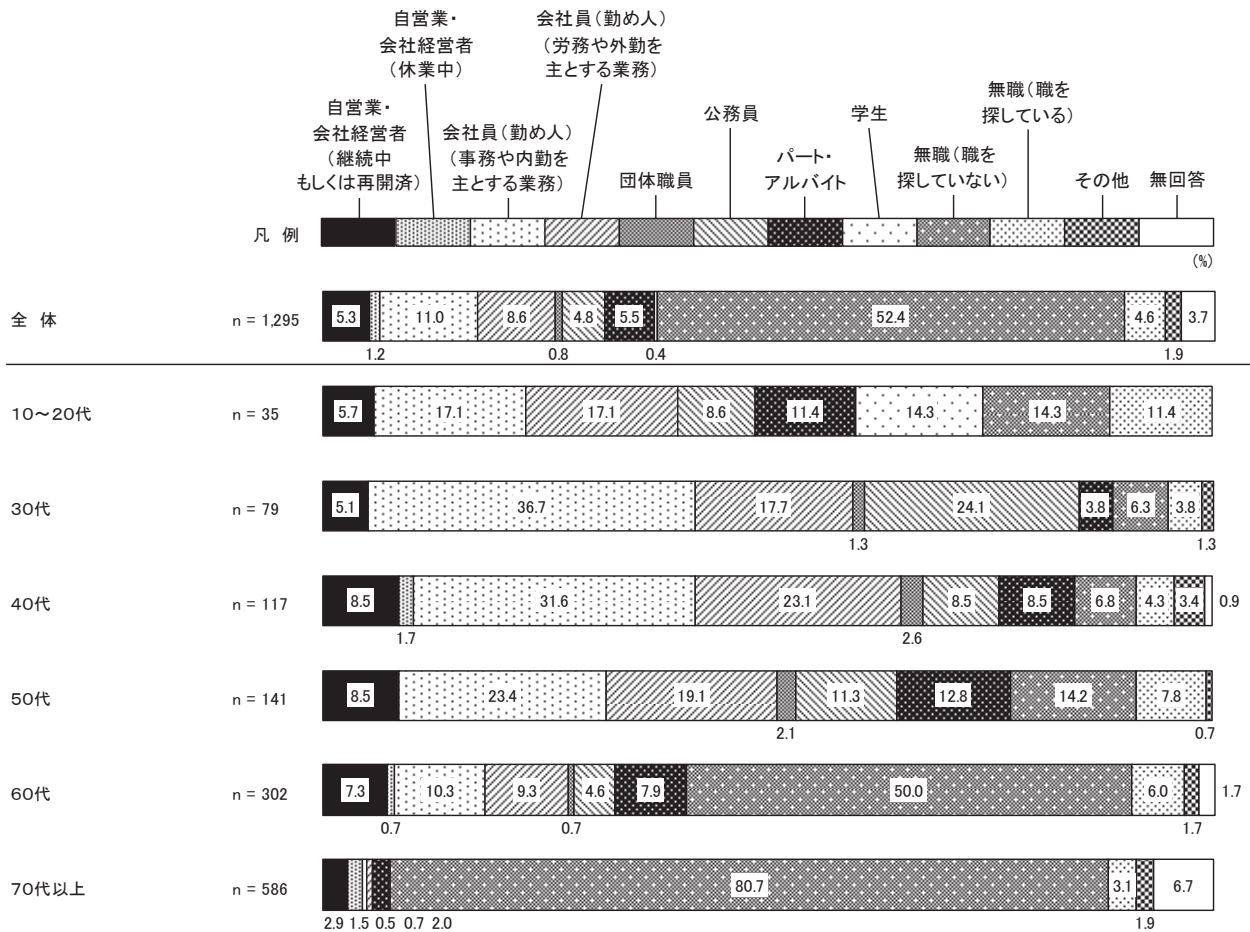 自営業・
会社経営者
（休業中）
会社員（勤め人）
（労務や外勤を
主とする業務）
自営業・
会社経営者
（継続中
もしくは再開済）
会社員（勤め人）
（事務や内勤を
主とする業務）
団体職員
公務員
パート・
アルバイト
学生
無職（職を
探していない）
無職（職を
探している）
その他
無回答
凡 例
(%)
全 体 n = 1,295 5.3 11.0 8.6 4.8 5.5 52.4 4.6 3.7
1.2 0.8 0.4 1.9
10～20代 n = 35 5.7 17.1 17.1 8.6 11.4 14.3 14.3 11.4
30代 n = 79 5.1 36.7 17.7 24.1 3.8 6.3 3.8
1.3 1.3
40代 n = 117 8.5 31.6 23.1 8.5 8.5 6.8 4.3 3.4 0.9
1.7 2.6
50代 n = 141 8.5 23.4 19.1 11.3 12.8 14.2 7.8
2.1 0.7
60代 n = 302 7.3 10.3 9.3 4.6 7.9 50.0 6.0 1.7
0.7 0.7 1.7
70代以上 n = 586 80.7 3.1 6.7
2.9 1.5 0.5 0.7 2.0 1.9